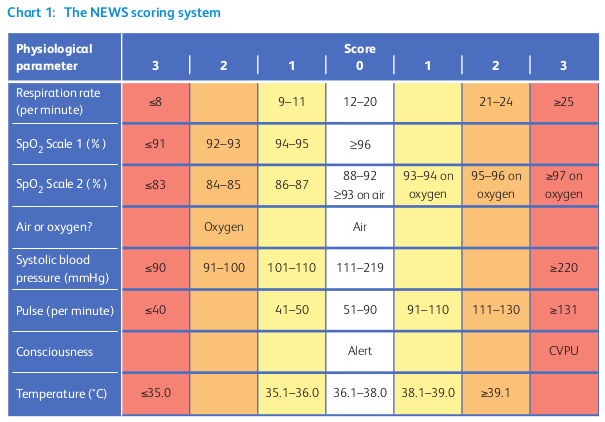 Chart 1: The NEWS scoring system
Physiological parameter Score
3 2 1 0 1 2 3
Respiration rate (per minute) ≤8 9–11 12–20 21–24 ≥25
SpO₂ Scale 1 (%) ≤91 92–93 94–95 ≥96
SpO₂ Scale 2 (%) ≤83 84–85 86–87 88–92 ≥93 on air 93–94 on oxygen 95–96 on oxygen ≥97 on oxygen
Air or oxygen? Oxygen Air
Systolic blood pressure (mmHg) ≤90 91–100 101–110 111–219 ≥220
Pulse (per minute) ≤40 41–50 51–90 91–110 111–130 ≥131
Consciousness Alert CVPU
Temperature (°C) ≤35.0 35.1–36.0 36.1–38.0 38.1–39.0 ≥39.1